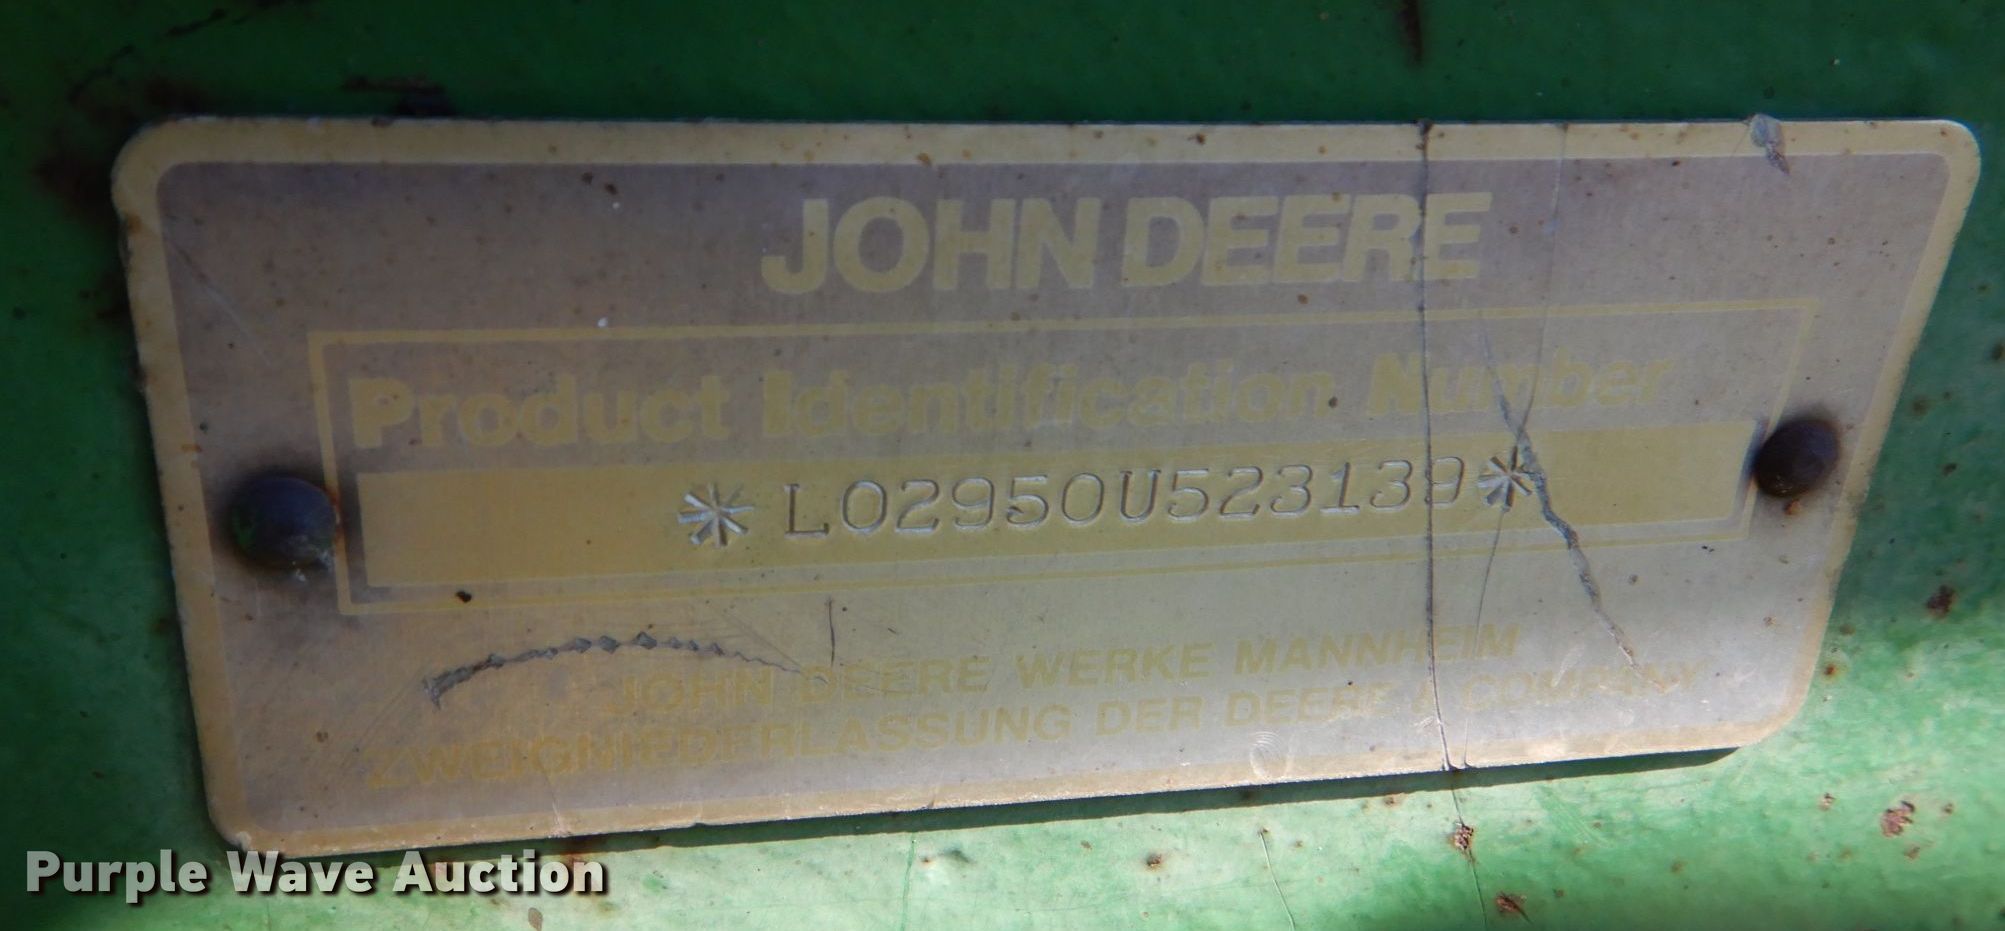 JOHN DEERE
Product Identification Number
*L02950U523139*
JOHN DEERE WERKE MANNHEIM
ZWEIGNIEDERLASSUNG DER DEERE & COMPANY
Purple Wave Auction